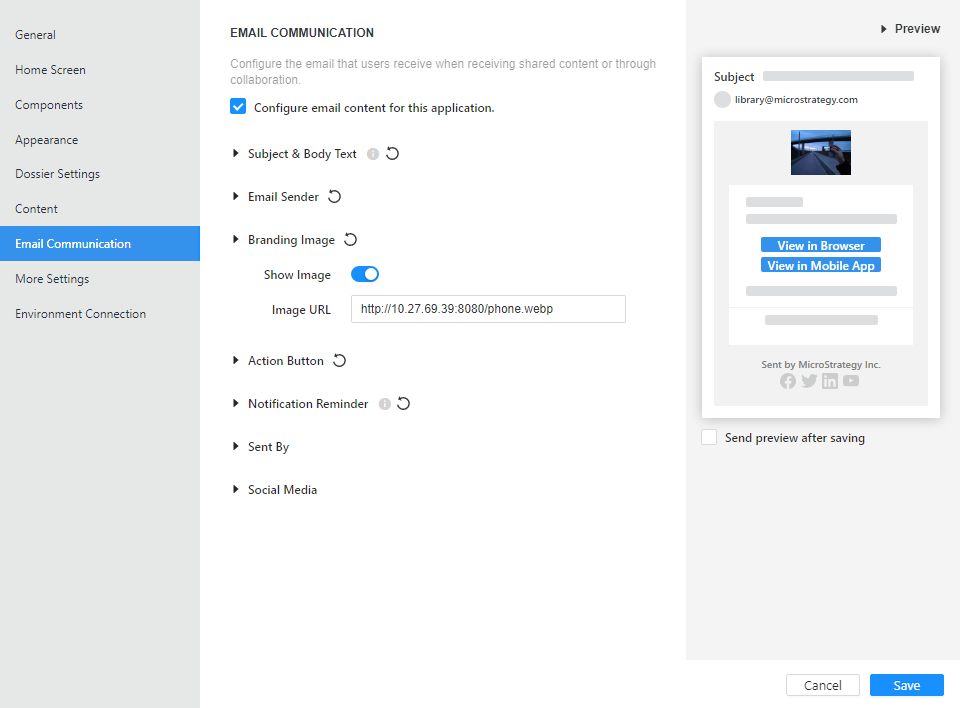 General
Home Screen
Components
Appearance
Dossier Settings
Content
Email Communication
More Settings
Environment Connection
EMAIL COMMUNICATION
Configure the email that users receive when receiving shared content or through
collaboration.
Configure email content for this application.
Subject & Body Text
Email Sender
Branding Image
Show Image
Image URL
http://10.27.69.39:8080/phone.webp
Action Button
Notification Reminder
Sent By
Social Media
Preview
Subject
library@microstrategy.com
View in Browser
View in Mobile App
Sent by MicroStrategy Inc.
Send preview after saving
Cancel
Save